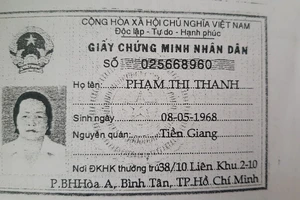 CỘNG HÒA XÃ HỘI CHỦ NGHĨA VIỆT NAM
Độc lập - Tự do - Hạnh phúc
GIẤY CHỨNG MINH NHÂN DÂN
SỐ 025668960
Họ tên: PHẠM THỊ THANH
Sinh ngày 08-05-1968
Nguyên quán: Tiền Giang
Nơi ĐKHK thường trú 38/10 Liên Khu 2-10
P.BHHòa A, Bình Tân, TP.Hồ Chí Minh